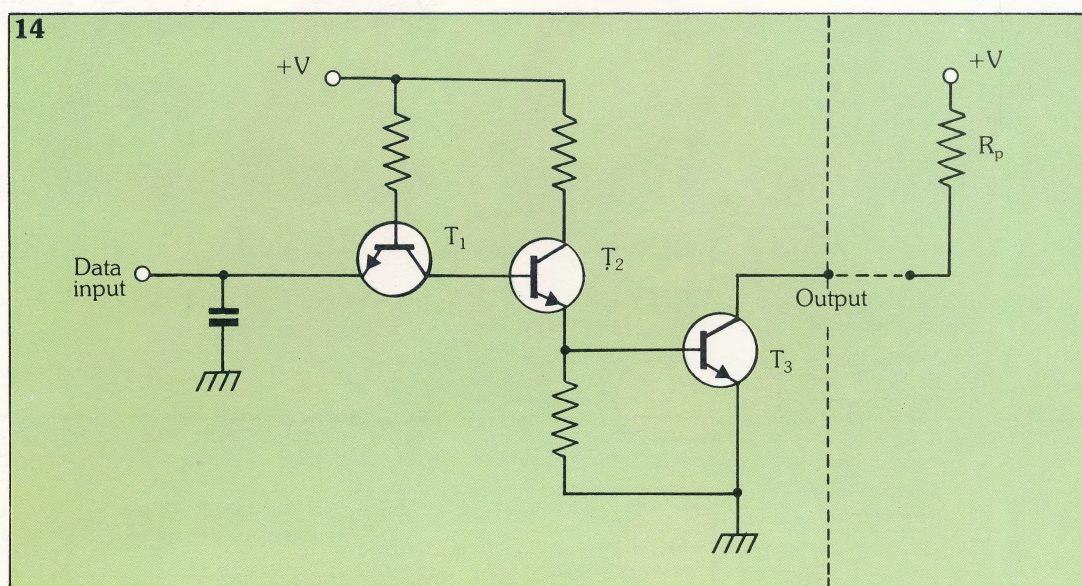 14
+V
+V
Rₚ
T₁
T₂
Data
input
Output
T₃